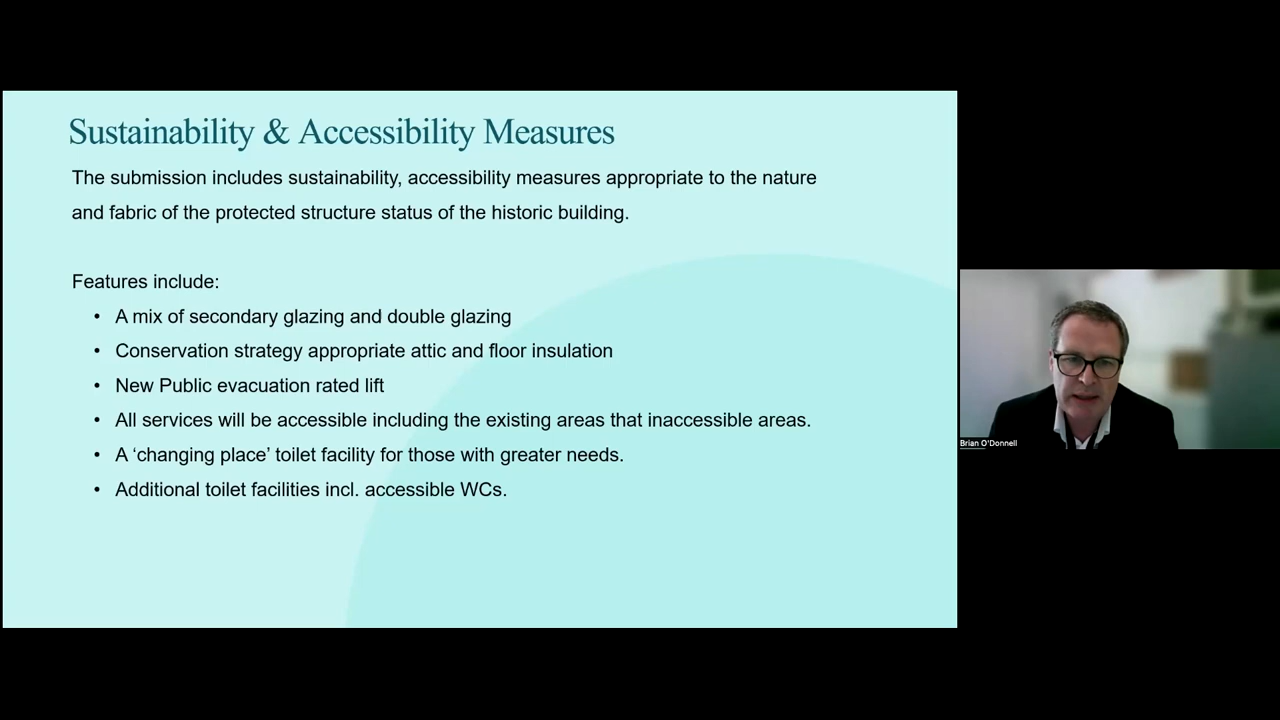 Sustainability & Accessibility Measures
The submission includes sustainability, accessibility measures appropriate to the nature
and fabric of the protected structure status of the historic building.
Features include:
• A mix of secondary glazing and double glazing
• Conservation strategy appropriate attic and floor insulation
• New Public evacuation rated lift
• All services will be accessible including the existing areas that inaccessible areas.
• A ‘changing place’ toilet facility for those with greater needs.
• Additional toilet facilities incl. accessible WCs.
Brian O'Donnell